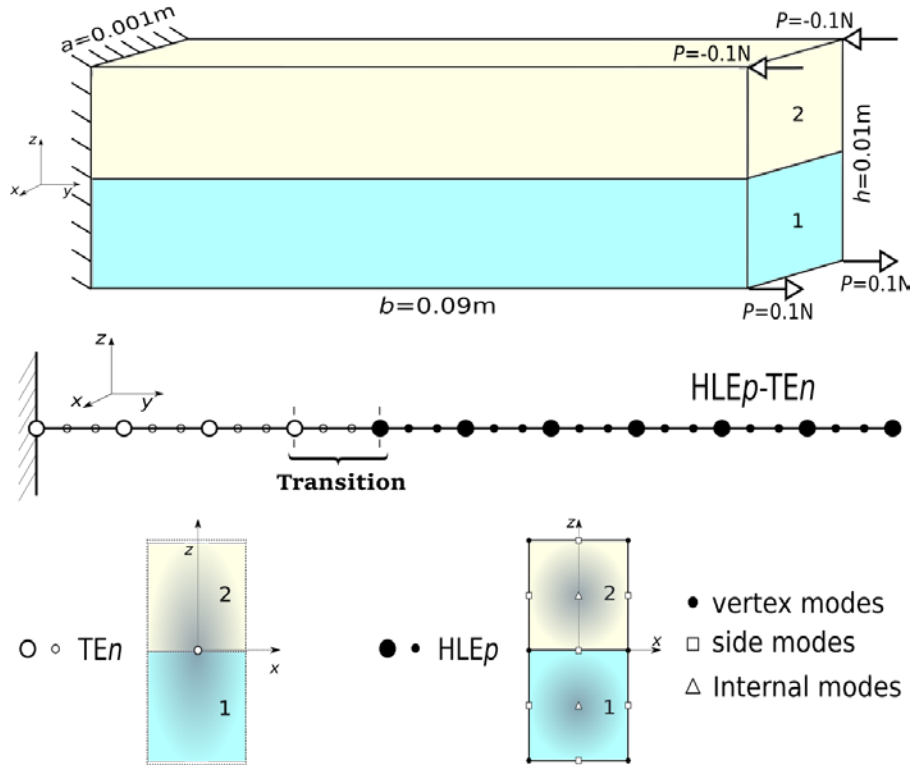 a=0.001m
P=-0.1N
P=-0.1N
2
h=0.01m
1
z
x
y
P=0.1N
P=0.1N
b=0.09m
z
x
y
HLEp-TEn
Transition
z
2
x
1
TEn
z
2
x
1
HLEp
vertex modes
side modes
Internal modes